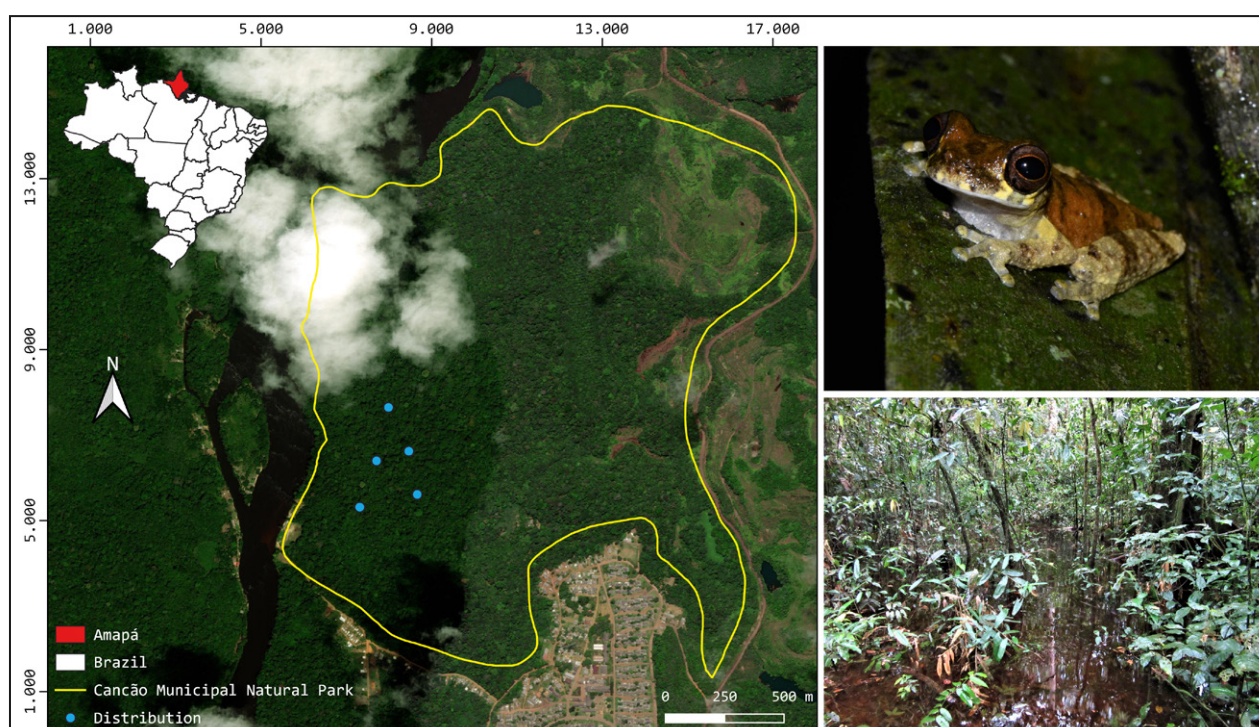 1.000 5.000 9.000 13.000 17.000
13.000
9.000
5.000
1.000
N
Amapá
Brazil
Cancão Municipal Natural Park
Distribution
0 250 500 m